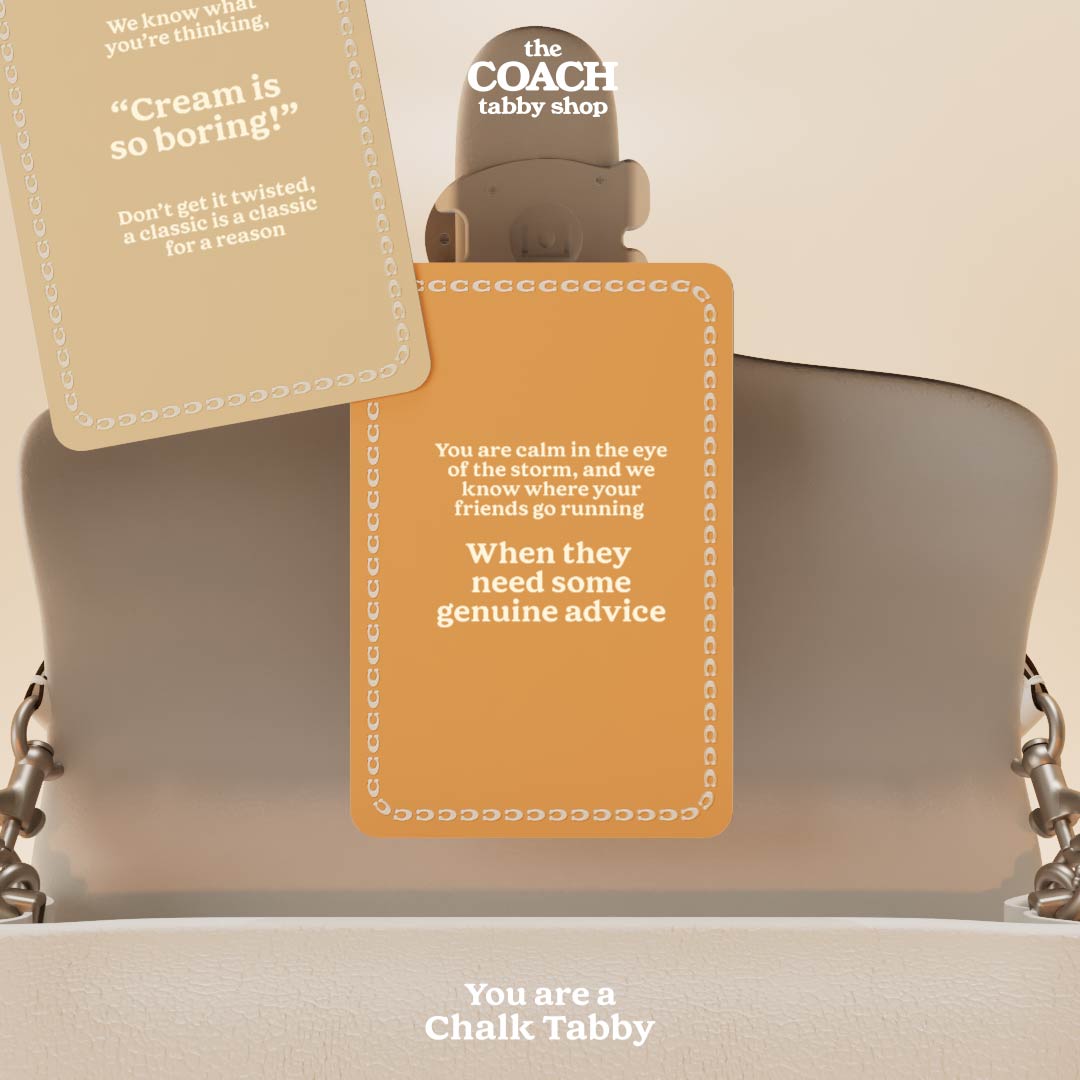 We know what
you're thinking,
“Cream is
so boring!”
Don't get it twisted,
a classic is a classic
for a reason
the
COACH
tabby shop
You are calm in the eye
of the storm, and we
know where your
friends go running
When they
need some
genuine advice
You are a
Chalk Tabby